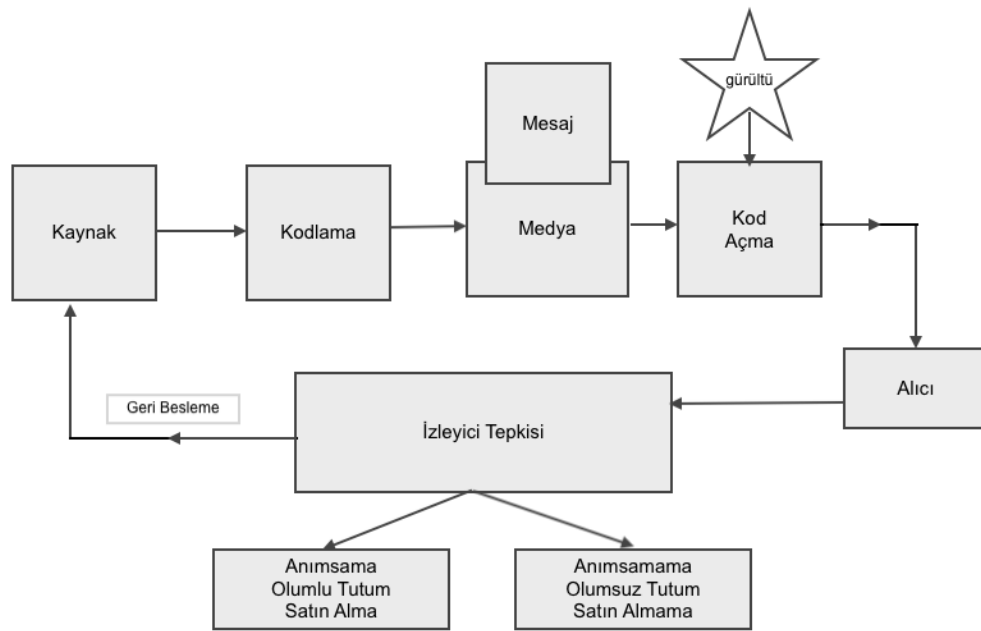 gürültü
Mesaj
Kaynak
Kodlama
Medya
Kod
Açma
Alıcı
Geri Besleme
İzleyici Tepkisi
Anımsama
Olumlu Tutum
Satın Alma
Anımsamama
Olumsuz Tutum
Satın Almama